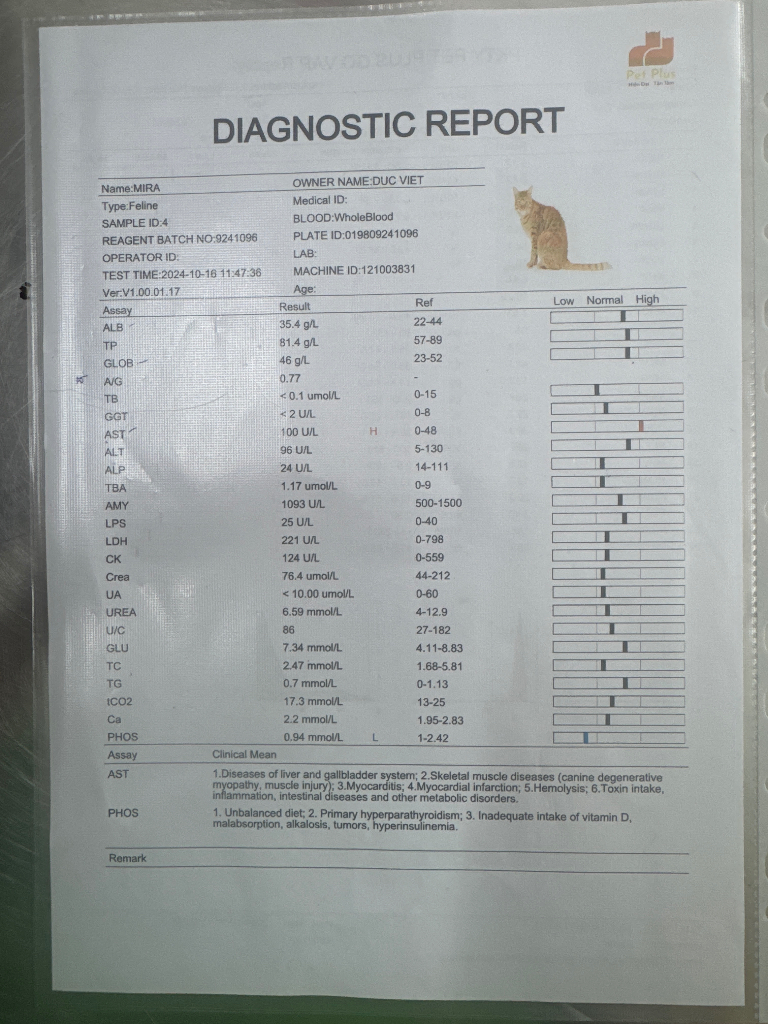 Pet Plus
DIAGNOSTIC REPORT
Name:MIRA OWNER NAME:DUC VIET
Type:Feline Medical ID:
SAMPLE ID:4 BLOOD:WholeBlood
REAGENT BATCH NO:9241096 PLATE ID:019809241096
OPERATOR ID: LAB:
TEST TIME:2024-10-16 11:47:36 MACHINE ID:121003831
Ver:V1.00.01.17 Age:
Assay Result Ref Low Normal High
ALB 35.4 g/L 22-44
TP 81.4 g/L 57-89
GLOB 46 g/L 23-52
A/G 0.77 -
TB < 0.1 umol/L 0-15
GGT < 2 U/L 0-8
AST 100 U/L H 0-48
ALT 96 U/L 5-130
ALP 24 U/L 14-111
TBA 1.17 umol/L 0-9
AMY 1093 U/L 500-1500
LPS 25 U/L 0-40
LDH 221 U/L 0-798
CK 124 U/L 0-559
Crea 76.4 umol/L 44-212
UA < 10.00 umol/L 0-60
UREA 6.59 mmol/L 4-12.9
U/C 86 27-182
GLU 7.34 mmol/L 4.11-8.83
TC 2.47 mmol/L 1.68-5.81
TG 0.7 mmol/L 0-1.13
tCO2 17.3 mmol/L 13-25
Ca 2.2 mmol/L 1.95-2.83
PHOS 0.94 mmol/L L 1-2.42
Assay Clinical Mean
AST 1.Diseases of liver and gallbladder system; 2.Skeletal muscle diseases (canine degenerative
myopathy, muscle injury); 3.Myocarditis; 4.Myocardial infarction; 5.Hemolysis; 6.Toxin intake,
inflammation, intestinal diseases and other metabolic disorders.
PHOS 1. Unbalanced diet; 2. Primary hyperparathyroidism; 3. Inadequate intake of vitamin D,
malabsorption, alkalosis, tumors, hyperinsulinemia.
Remark